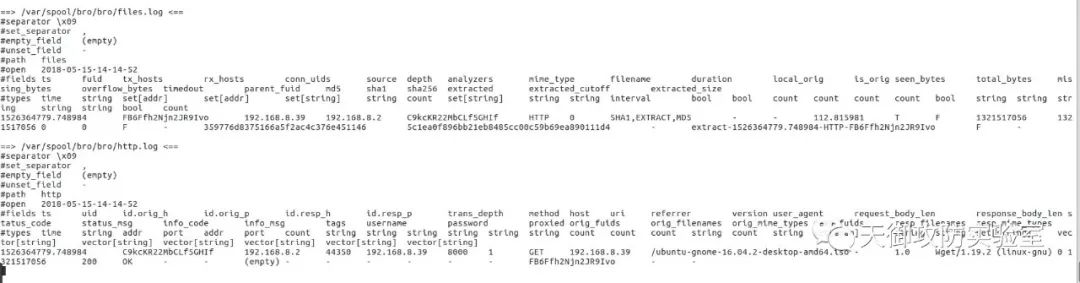 ==> /var/spool/bro/bro/files.log <==
#separator \x09
#set_separator ,
#empty_field (empty)
#unset_field -
#path files
#open 2018-05-15-14-14-52
#fields ts fuid tx_hosts rx_hosts conn_uids source depth analyzers mime_type filename duration local_orig is_orig seen_bytes total_bytes mis
sing_bytes overflow_bytes timedout parent_fuid md5 sha1 sha256 extracted extracted_cutoff extracted_size
#types time string set[addr] set[addr] set[string] string count set[string] string string interval bool bool count count count count bool string string string str
ing bool count
1526364779.748984 FB6Ffh2Njn2JR9Ivo 192.168.8.39 192.168.8.2 C9kcKR22MbCLfSGHIf HTTP 0 SHA1,EXTRACT,MD5 - - 112.815981 T F 1321517056 132
1517056 0 0 F - 359776d8375166a5f2ac4c376e451146 5c1ea0f896bb21eb8485cc00c59b69ea890111d4 - extract-1526364779.748984-HTTP-FB6Ffh2Njn2JR9Ivo F -
==> /var/spool/bro/bro/http.log <==
#separator \x09
#set_separator ,
#empty_field (empty)
#unset_field -
#path http
#open 2018-05-15-14-14-52
#fields ts uid id.orig_h id.orig_p id.resp_h id.resp_p trans_depth method host uri referrer version user_agent request_body_len response_body_len s
tatus_code status_msg info_code info_msg tags username password proxied orig_fuids orig_filenames orig_mime_types resp_filenames resp_mime_types
#types time string addr port addr port count string string string string string string count count count string count string set[enum] string string set[string] vec
tor[string] vector[string] vector[string] vector[string] vector[string] vector[string]
1526364779.748984 C9kcKR22MbCLfSGHIf 192.168.8.2 44350 192.168.8.39 8000 1 GET 192.168.8.39 /ubuntu-gnome-16.04.2-desktop-amd64.iso - 1.0 Wget/1.19.2 (linux-gnu) 0 1
321517056 200 OK - - (empty) - - - - - - FB6Ffh2Njn2JR9Ivo - -
天御攻防实验室